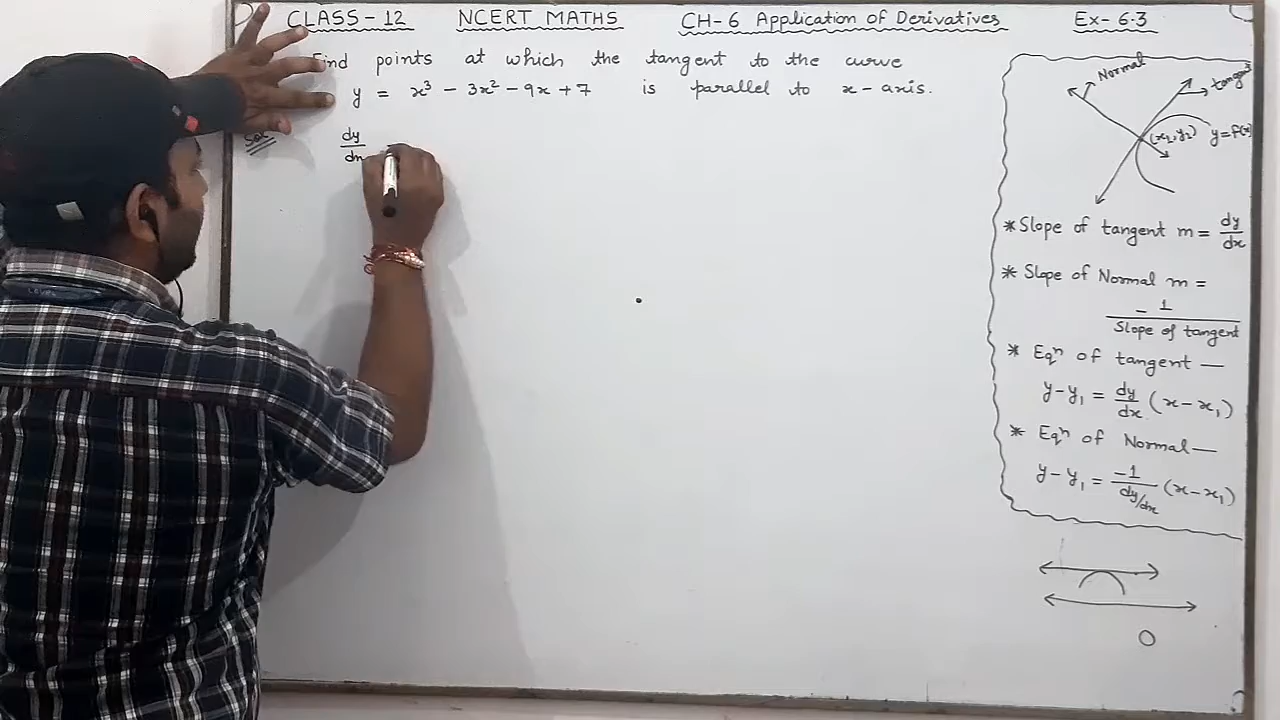 CLASS-12 NCERT MATHS CH-6 Application of Derivatives Ex-6.3
Find points at which the tangent to the curve
y = x³ - 3x² - 9x + 7 is parallel to x-axis.
Sol
dy/dx
Normal
tangent
(x₁,y₁) y=f(x)
* Slope of tangent m = dy/dx
* Slope of Normal m =
-1/Slope of tangent
* Eqⁿ of tangent —
y-y₁ = dy/dx (x-x₁)
* Eqⁿ of Normal —
y-y₁ = -1/dy/dx (x-x₁)
O